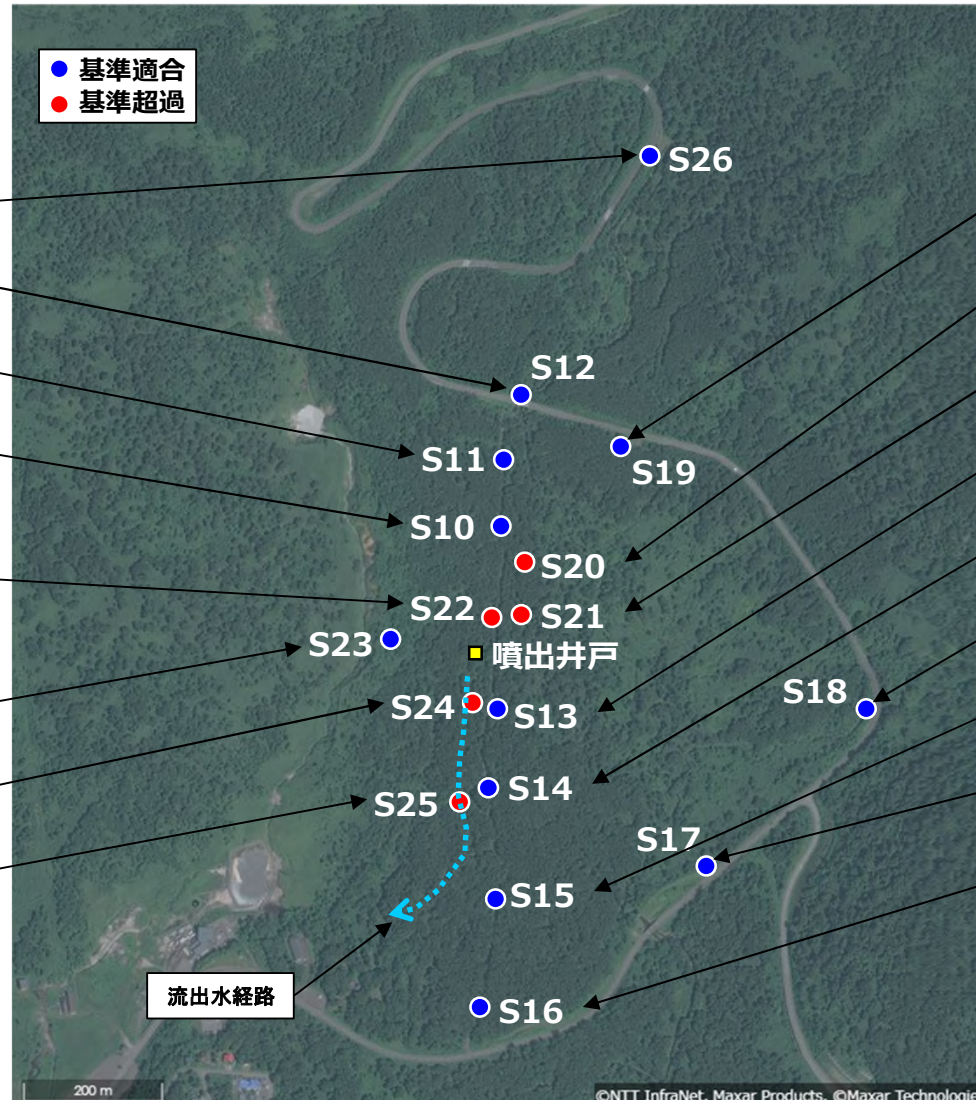 基準適合
基準超過
S26
S12
S11
S19
S10
S20
S22
S21
S23
噴出井戸
S24
S13
S18
S14
S25
S17
S15
流出水経路
S16
200 m
©NTT InfraNet, Maxar Products, ©Maxar Technologie